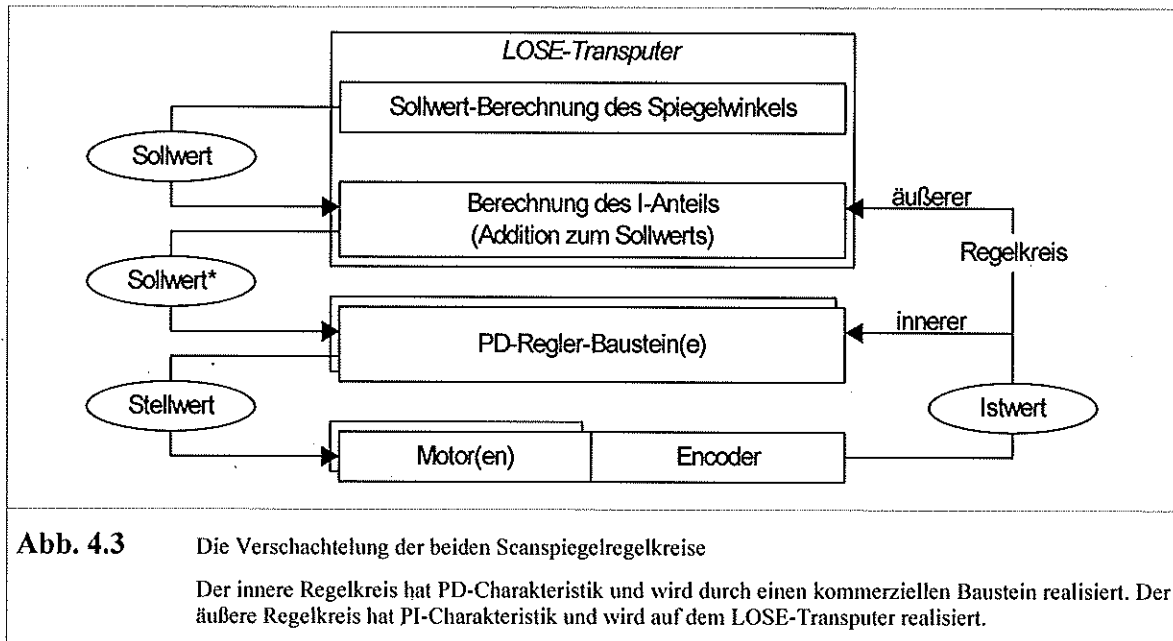 LOSE-Transputer
Sollwert-Berechnung des Spiegelwinkels
Sollwert
Berechnung des I-Anteils
(Addition zum Sollwerts)
äußerer
Regelkreis
Sollwert*
innerer
PD-Regler-Baustein(e)
Stellwert
Istwert
Motor(en)
Encoder
Abb. 4.3
Die Verschachtelung der beiden Scanspiegelregelkreise
Der innere Regelkreis hat PD-Charakteristik und wird durch einen kommerziellen Baustein realisiert. Der
äußere Regelkreis hat PI-Charakteristik und wird auf dem LOSE-Transputer realisiert.